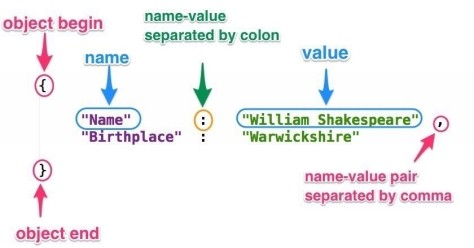 object begin
name-value
separated by colon
name
value
{
"Name" : "William Shakespeare" ,
"Birthplace" : "Warwickshire"
}
name-value pair
separated by comma
object end